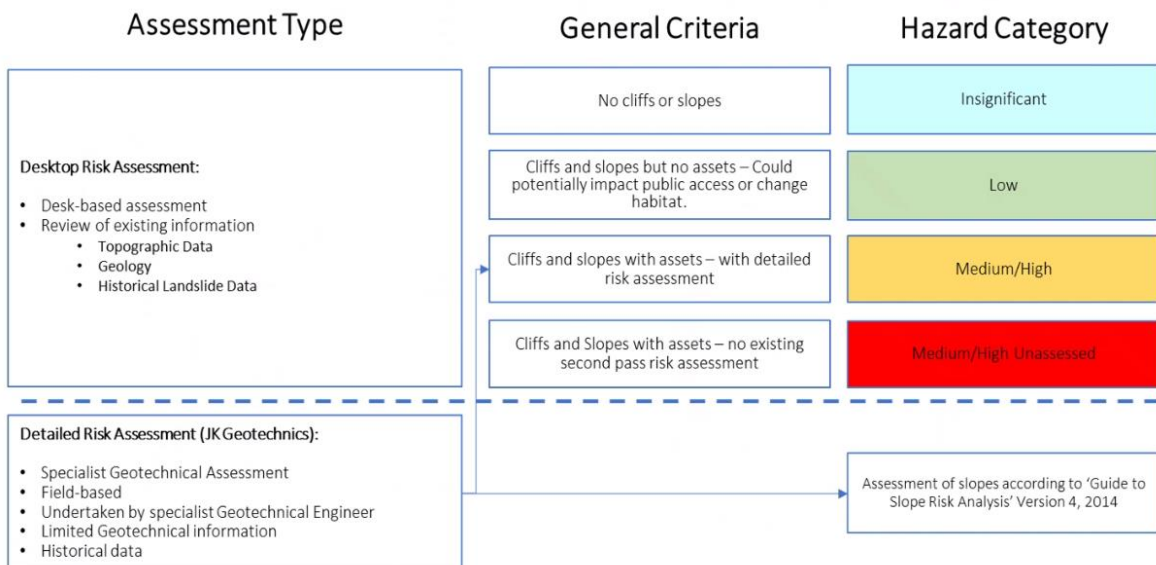 Assessment Type
General Criteria
Hazard Category
Desktop Risk Assessment:
• Desk-based assessment
• Review of existing information
• Topographic Data
• Geology
• Historical Landslide Data
No cliffs or slopes
Insignificant
Cliffs and slopes but no assets – Could
potentially impact public access or change
habitat.
Low
Cliffs and slopes with assets – with detailed
risk assessment
Medium/High
Cliffs and Slopes with assets – no existing
second pass risk assessment
Medium/High Unassessed
Detailed Risk Assessment (JK Geotechnics):
• Specialist Geotechnical Assessment
• Field-based
• Undertaken by specialist Geotechnical Engineer
• Limited Geotechnical information
• Historical data
Assessment of slopes according to ‘Guide to
Slope Risk Analysis’ Version 4, 2014